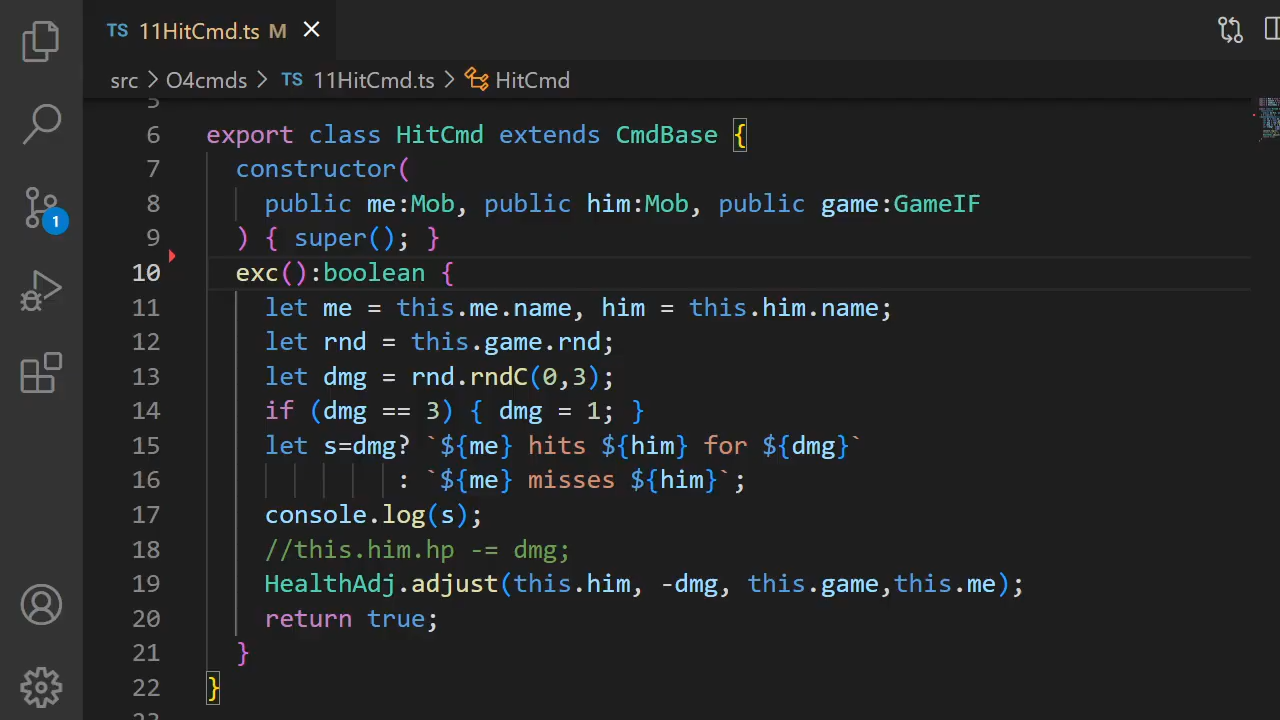 TS 11HitCmd.ts M
src > O4cmds > TS 11HitCmd.ts > HitCmd
5
6 export class HitCmd extends CmdBase {
7 constructor(
8 public me:Mob, public him:Mob, public game:GameIF
9 ) { super(); }
10 exc():boolean {
11 let me = this.me.name, him = this.him.name;
12 let rnd = this.game.rnd;
13 let dmg = rnd.rndC(0,3);
14 if (dmg == 3) { dmg = 1; }
15 let s=dmg? `${me} hits ${him} for ${dmg}`
16 : `${me} misses ${him}`;
17 console.log(s);
18 //this.him.hp -= dmg;
19 HealthAdj.adjust(this.him, -dmg, this.game,this.me);
20 return true;
21 }
22 }
23
1